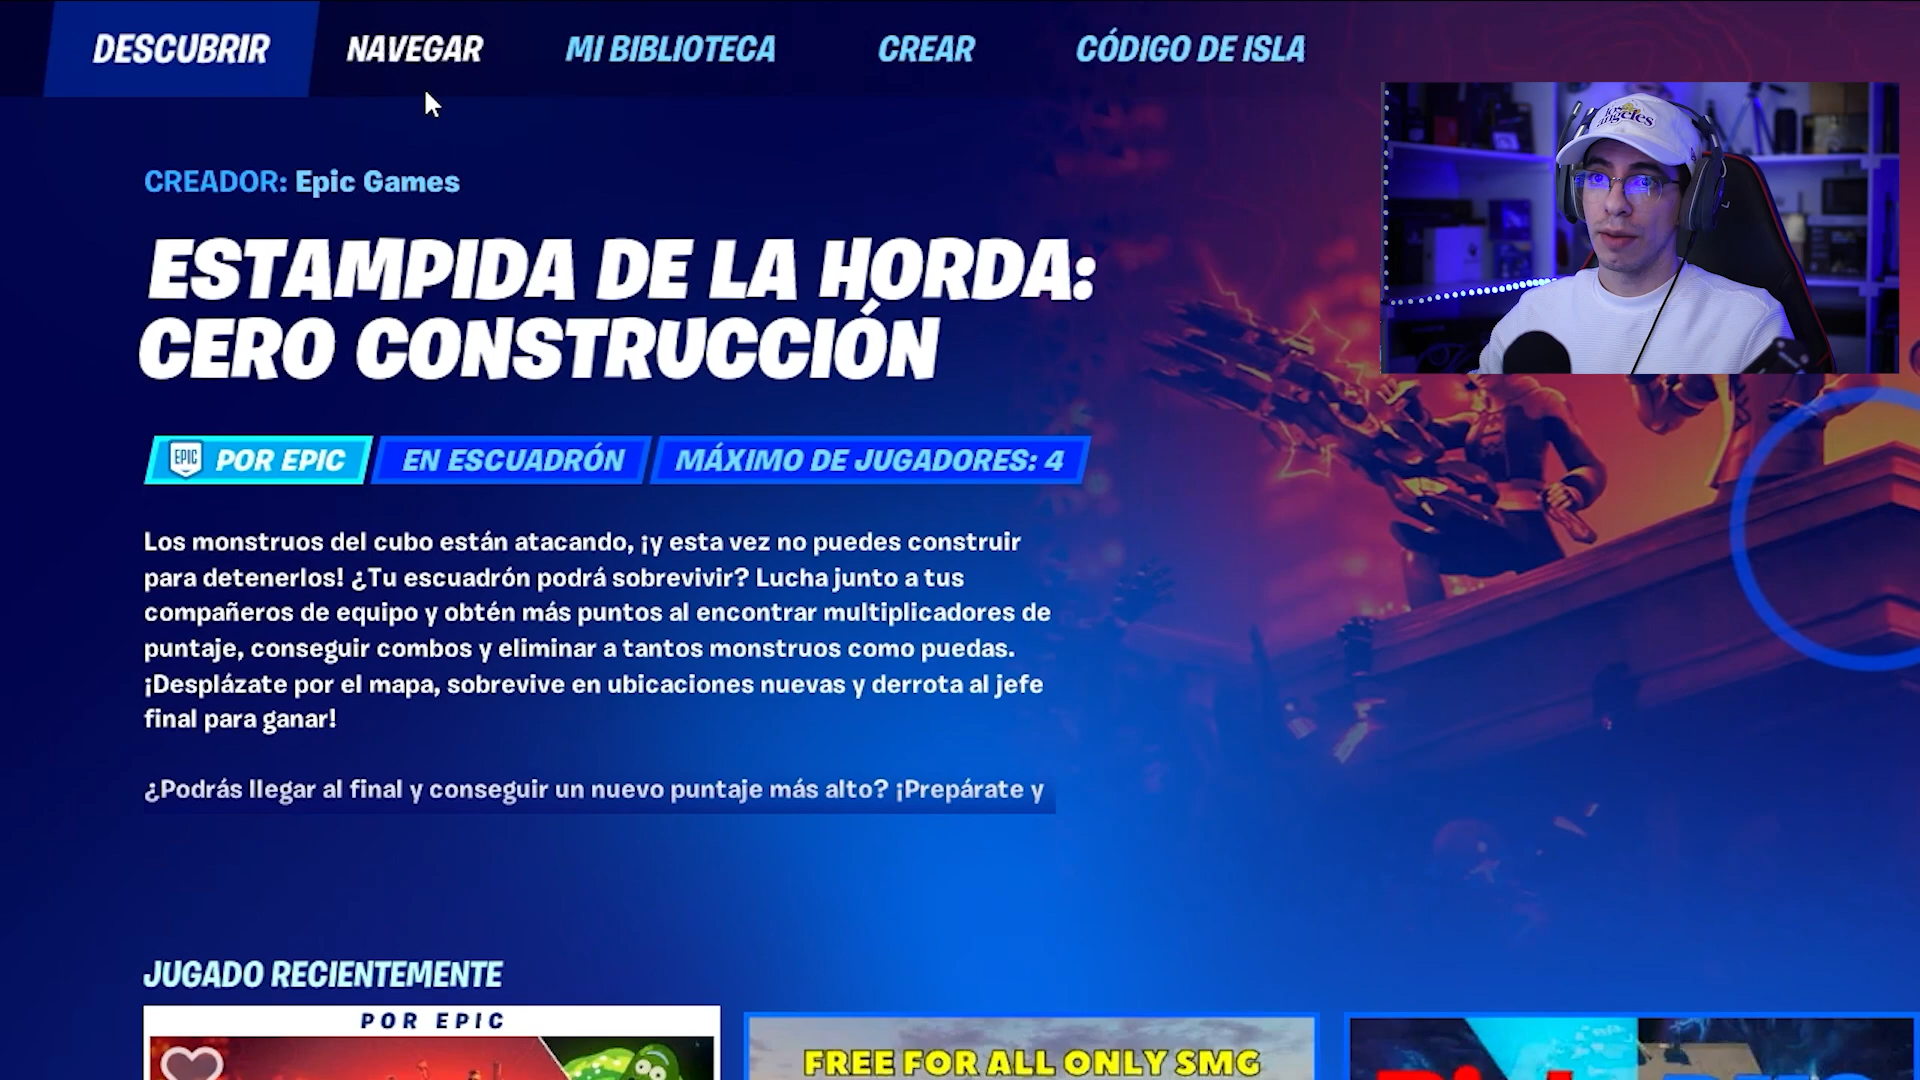 DESCUBRIR NAVEGAR MI BIBLIOTECA CREAR CÓDIGO DE ISLA
los angeles
CREADOR: Epic Games
ESTAMPIDA DE LA HORDA:
CERO CONSTRUCCIÓN
EPIC POR EPIC EN ESCUADRÓN MÁXIMO DE JUGADORES: 4
Los monstruos del cubo están atacando, ¡y esta vez no puedes construir
para detenerlos! ¿Tu escuadrón podrá sobrevivir? Lucha junto a tus
compañeros de equipo y obtén más puntos al encontrar multiplicadores de
puntaje, conseguir combos y eliminar a tantos monstruos como puedas.
¡Desplázate por el mapa, sobrevive en ubicaciones nuevas y derrota al jefe
final para ganar!
¿Podrás llegar al final y conseguir un nuevo puntaje más alto? ¡Prepárate y
JUGADO RECIENTEMENTE
POR EPIC
FREE FOR ALL ONLY SMG